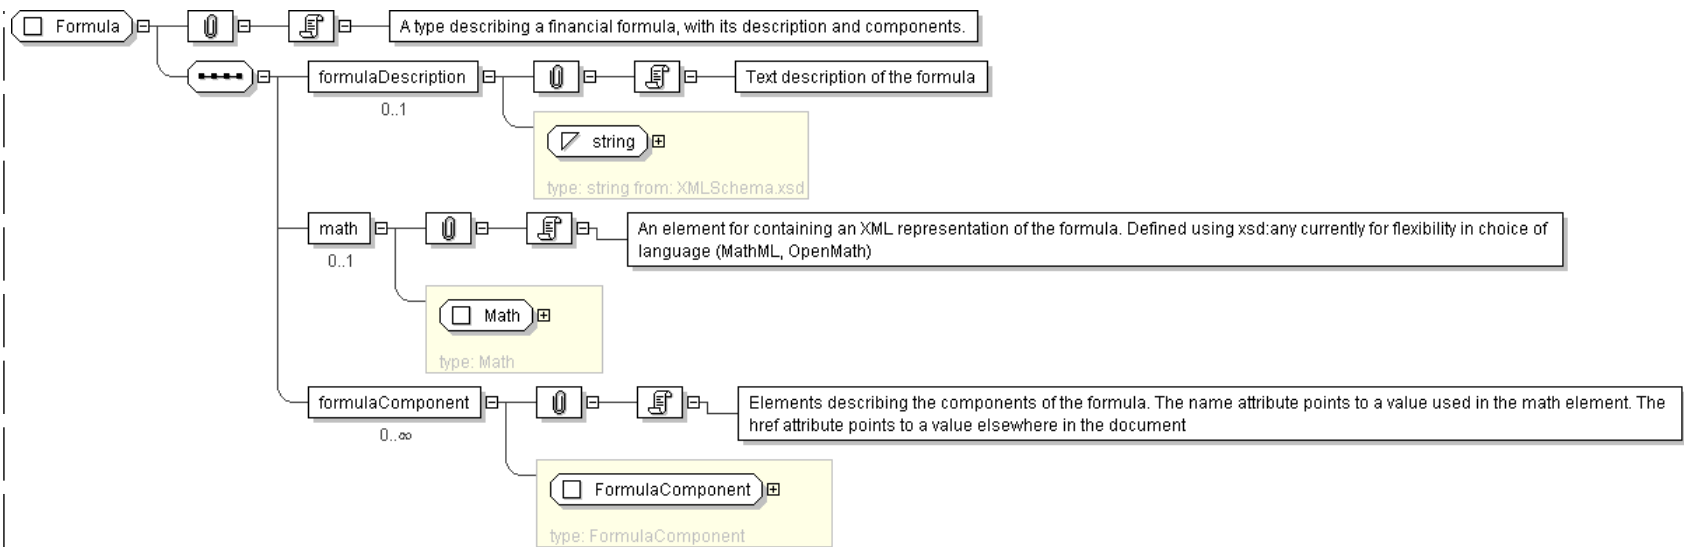 Formula
A type describing a financial formula, with its description and components.
formulaDescription
Text description of the formula
0..1
string
type: string from: XMLSchema.xsd
math
An element for containing an XML representation of the formula. Defined using xsd:any currently for flexibility in choice of
language (MathML, OpenMath)
0..1
Math
type: Math
formulaComponent
Elements describing the components of the formula. The name attribute points to a value used in the math element. The
href attribute points to a value elsewhere in the document
0..∞
FormulaComponent
type: FormulaComponent